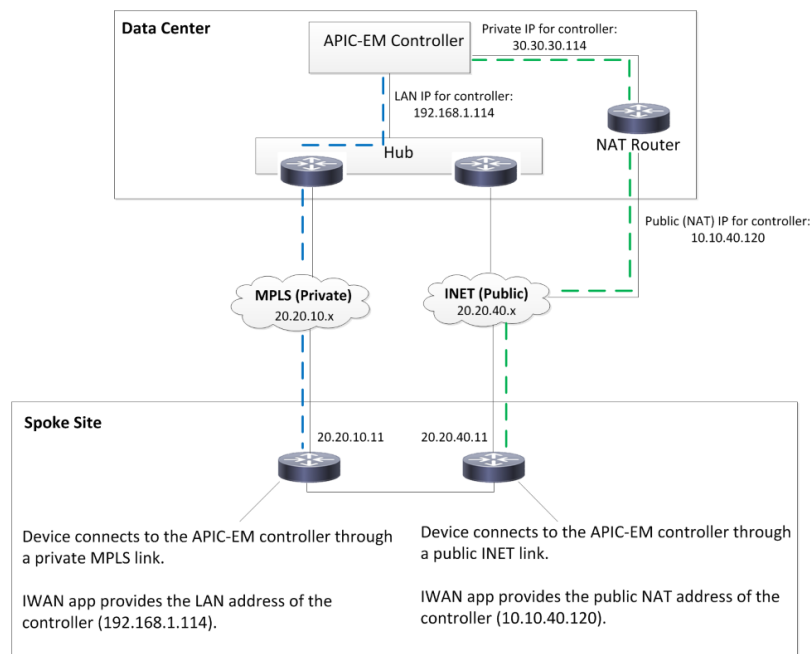 Data Center
APIC-EM Controller
Private IP for controller:
30.30.30.114
LAN IP for controller:
192.168.1.114
Hub
NAT Router
Public (NAT) IP for controller:
10.10.40.120
MPLS (Private)
20.20.10.x
INET (Public)
20.20.40.x
Spoke Site
20.20.10.11
20.20.40.11
Device connects to the APIC-EM controller through
a private MPLS link.
IWAN app provides the LAN address of the
controller (192.168.1.114).
Device connects to the APIC-EM controller through
a public INET link.
IWAN app provides the public NAT address of the
controller (10.10.40.120).